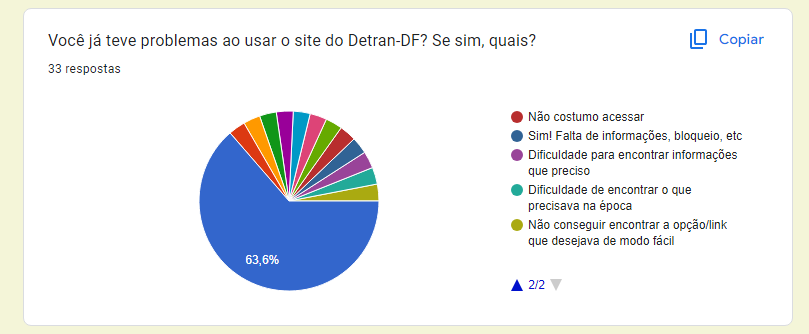 Você já teve problemas ao usar o site do Detran-DF? Se sim, quais?
Copiar
33 respostas
63,6%
Não costumo acessar
Sim! Falta de informações, bloqueio, etc
Dificuldade para encontrar informações
que preciso
Dificuldade de encontrar o que
precisava na época
Não conseguir encontrar a opção/link
que desejava de modo fácil
2/2